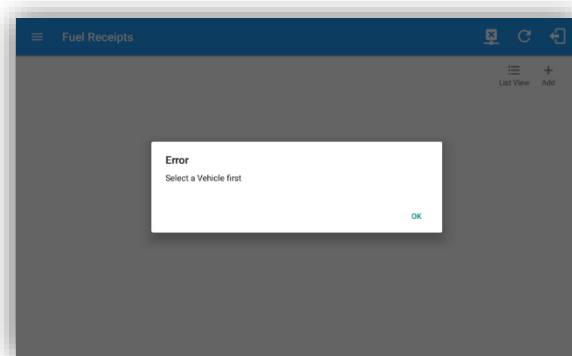 Fuel Receipts
List View Add
Error
Select a Vehicle first
OK